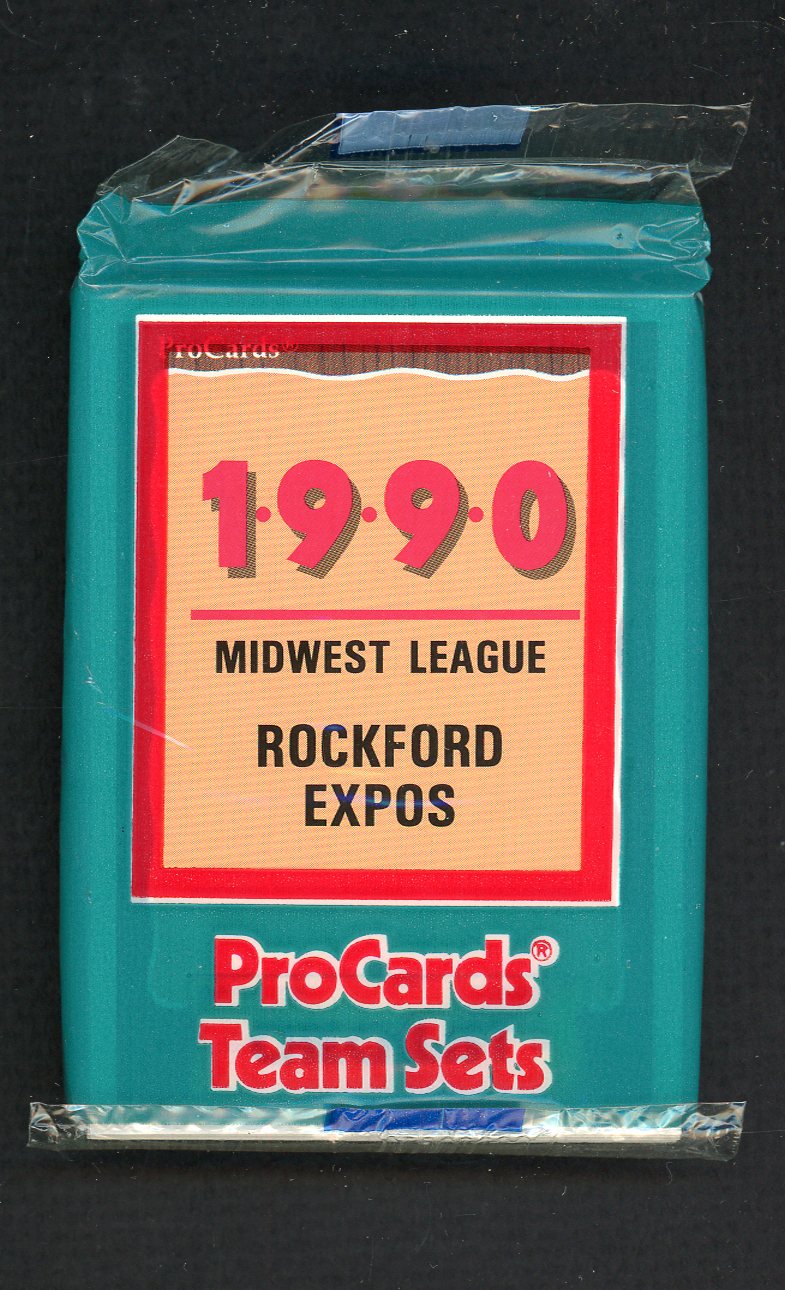 ProCards®
1·9·9·0
MIDWEST LEAGUE
ROCKFORD
EXPOS
ProCards®
Team Sets